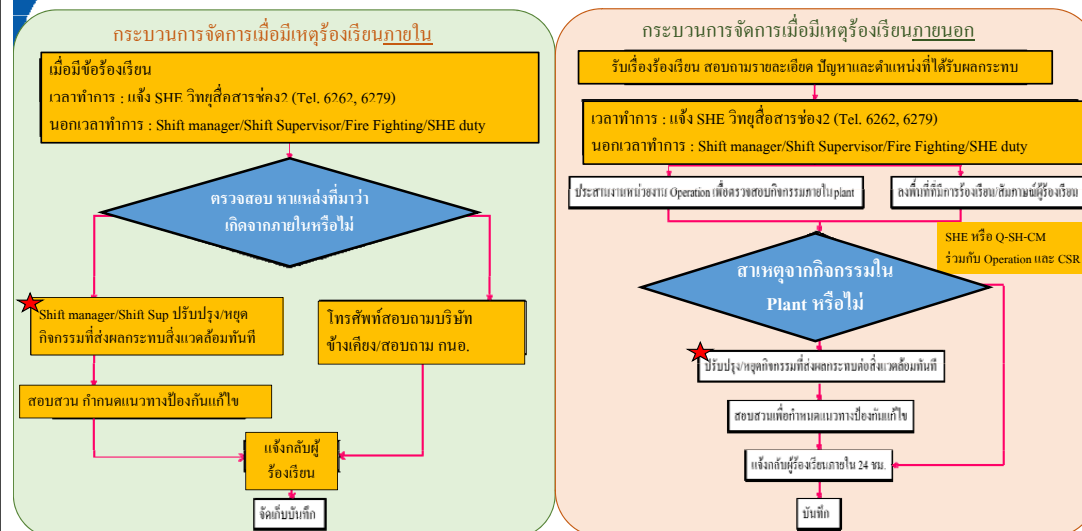 กระบวนการจัดการเมื่อมีเหตุร้องเรียนภายใน
เมื่อมีข้อร้องเรียน
เวลาทำการ : แจ้ง SHE วิทยุสื่อสารช่อง2 (Tel. 6262, 6279)
นอกเวลาทำการ : Shift manager/Shift Supervisor/Fire Fighting/SHE duty
ตรวจสอบ หาแหล่งที่มาว่า
เกิดจากภายในหรือไม่
Shift manager/Shift Sup ปรับปรุง/หยุด
กิจกรรมที่ส่งผลกระทบสิ่งแวดล้อมทันที
โทรศัพท์สอบถามบริษัท
ข้างเคียง/สอบถาม กนอ.
สอบสวน กำกนดแนวทางป้องกันแก้ไข
แจ้งกลับผู้
ร้องเรียน
จัดเก็บบันทึก
กระบวนการจัดการเมื่อมีเหตุร้องเรียนภายนอก
รับเรื่องร้องเรียน สอบถามรายละเอียด ปัญหาและตำแหน่งที่ได้รับผลกระทบ
เวลาทำการ : แจ้ง SHE วิทยุสื่อสารช่อง2 (Tel. 6262, 6279)
นอกเวลาทำการ : Shift manager/Shift Supervisor/Fire Fighting/SHE duty
ประสานงานหน่วยงาน Operation เพื่อตรวจสอบกิจกรรมภายใน plant
ลงพื้นที่ที่มีการร้องเรียน/สัมภาษณ์ผู้ร้องเรียน
SHE หรือ Q-SH-CM
ร่วมกับ Operation และ CSR
สาเหตุจากกิจกรรมใน
Plant หรือไม่
ปรับปรุง/หยุดกิจกรรมที่ส่งผลกระทบต่อสิ่งแวดล้อมทันที
สอบสวนเพื่อกำหนดแนวทางป้องกันแก้ไข
แจ้งกลับผู้ร้องเรียนภายใน 24 ชม.
บันทึก